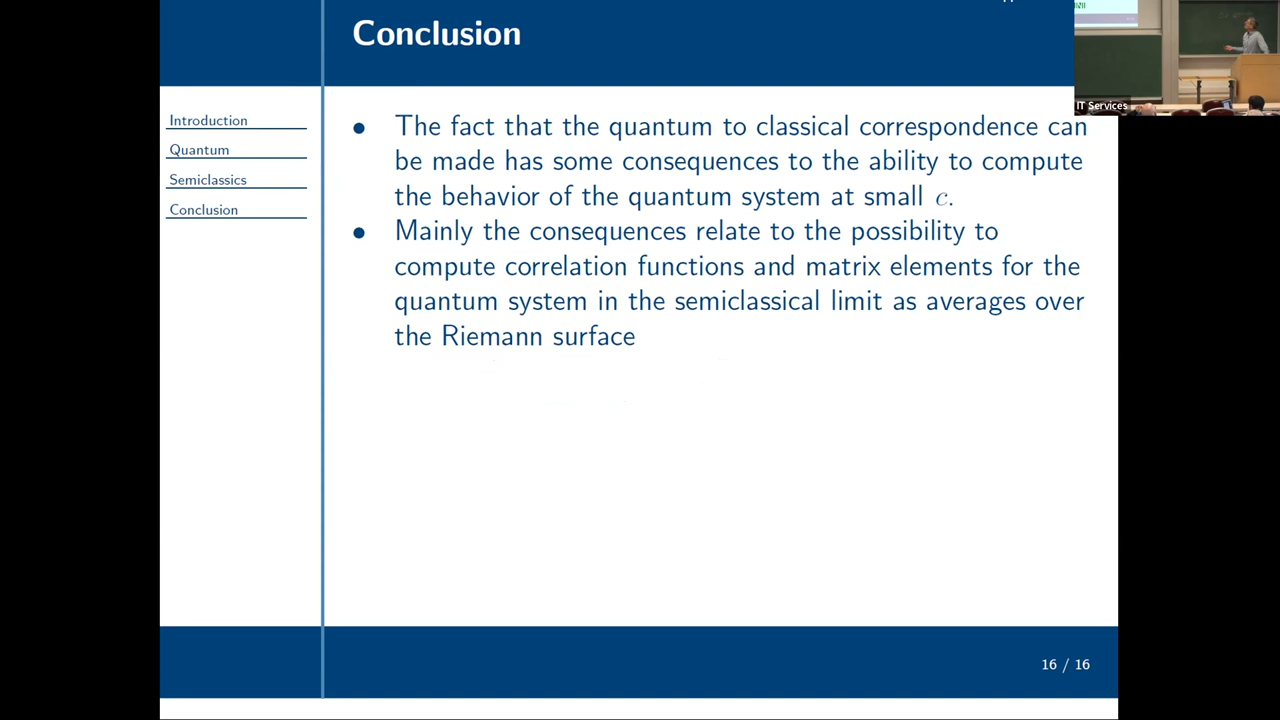 Conclusion
IT Services
Introduction
Quantum
Semiclassics
Conclusion
• The fact that the quantum to classical correspondence can
be made has some consequences to the ability to compute
the behavior of the quantum system at small c.
• Mainly the consequences relate to the possibility to
compute correlation functions and matrix elements for the
quantum system in the semiclassical limit as averages over
the Riemann surface
16 / 16